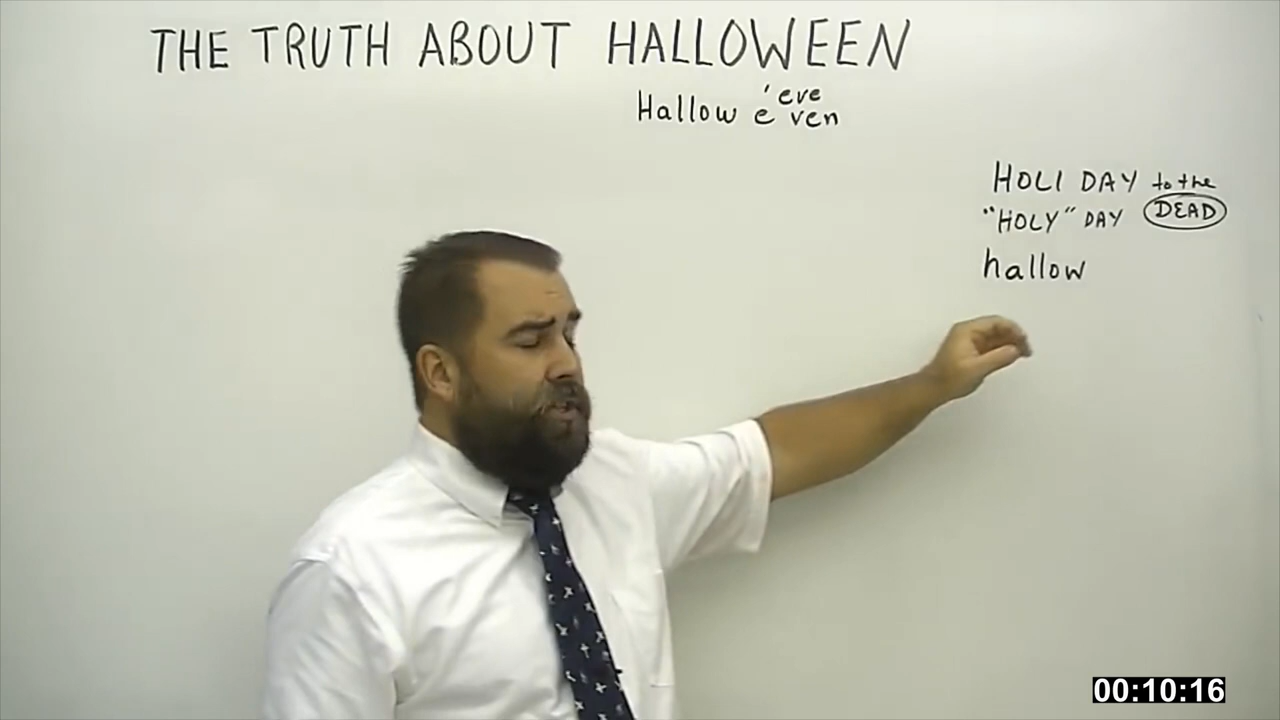 THE TRUTH ABOUT HALLOWEEN
'eve
Hallow e ven
HOLI DAY to the
"HOLY" DAY DEAD
hallow
00:10:16